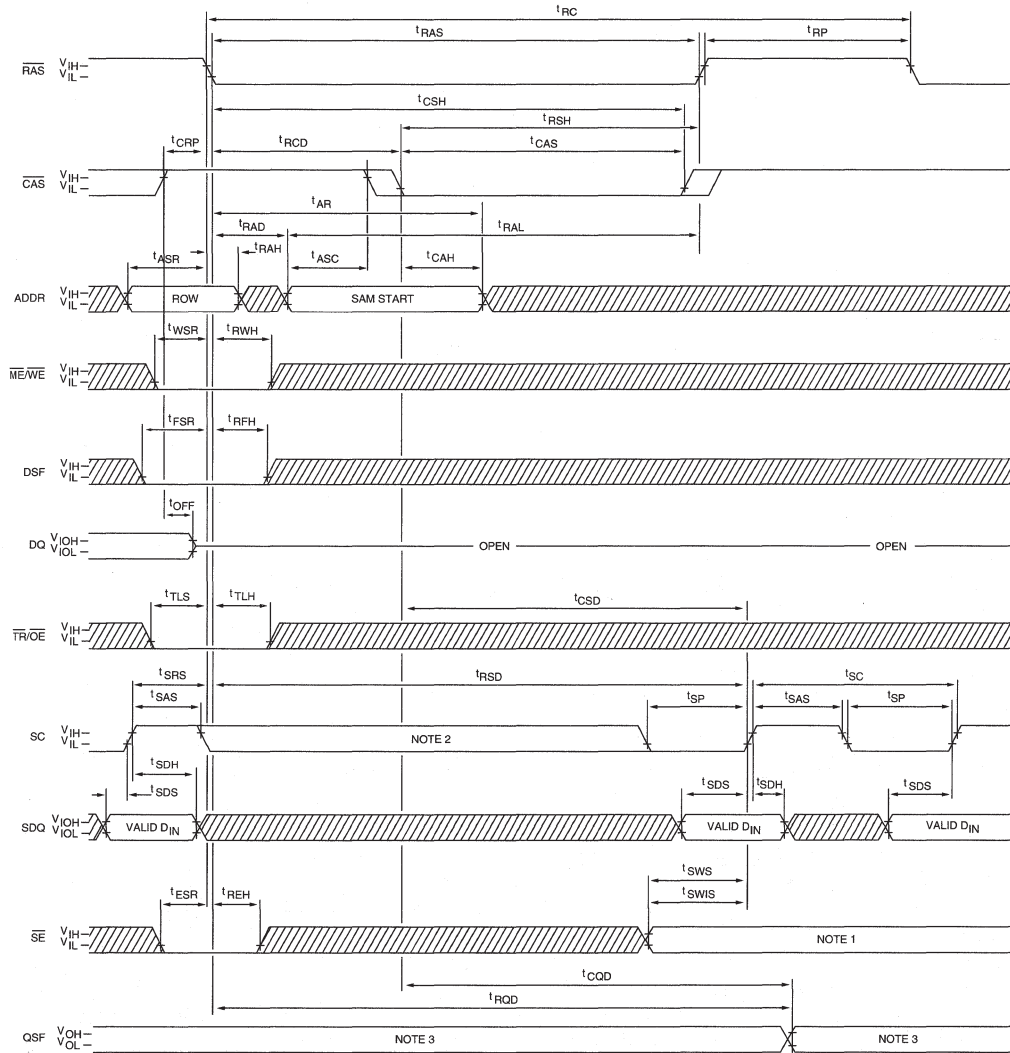 tRC
tRAS tRP
RAS VIH VIL
tCSH
tRSH
tCRP tRCD tCAS
CAS VIH VIL
tAR
tRAD tRAL
tASR tRAH tASC tCAH
ADDR VIH VIL ROW SAM START
tWSR tRWH
ME/WE VIH VIL
tFSR tRFH
DSF VIH VIL
tOFF
DQ VIOH VIOL OPEN OPEN
tTLS tTLH tCSD
TR/OE VIH VIL
tSRS tRSD tSC
tSAS tSP tSAS tSP
SC VIH VIL NOTE 2
tSDH
tSDS tSDS tSDH tSDS
SDQ VIOH VIOL VALID DIN VALID DIN VALID DIN
tSWS
tESR tREH tSWIS
SE VIH VIL NOTE 1
tCQD
tRQD
QSF VOH VOL NOTE 3 NOTE 3